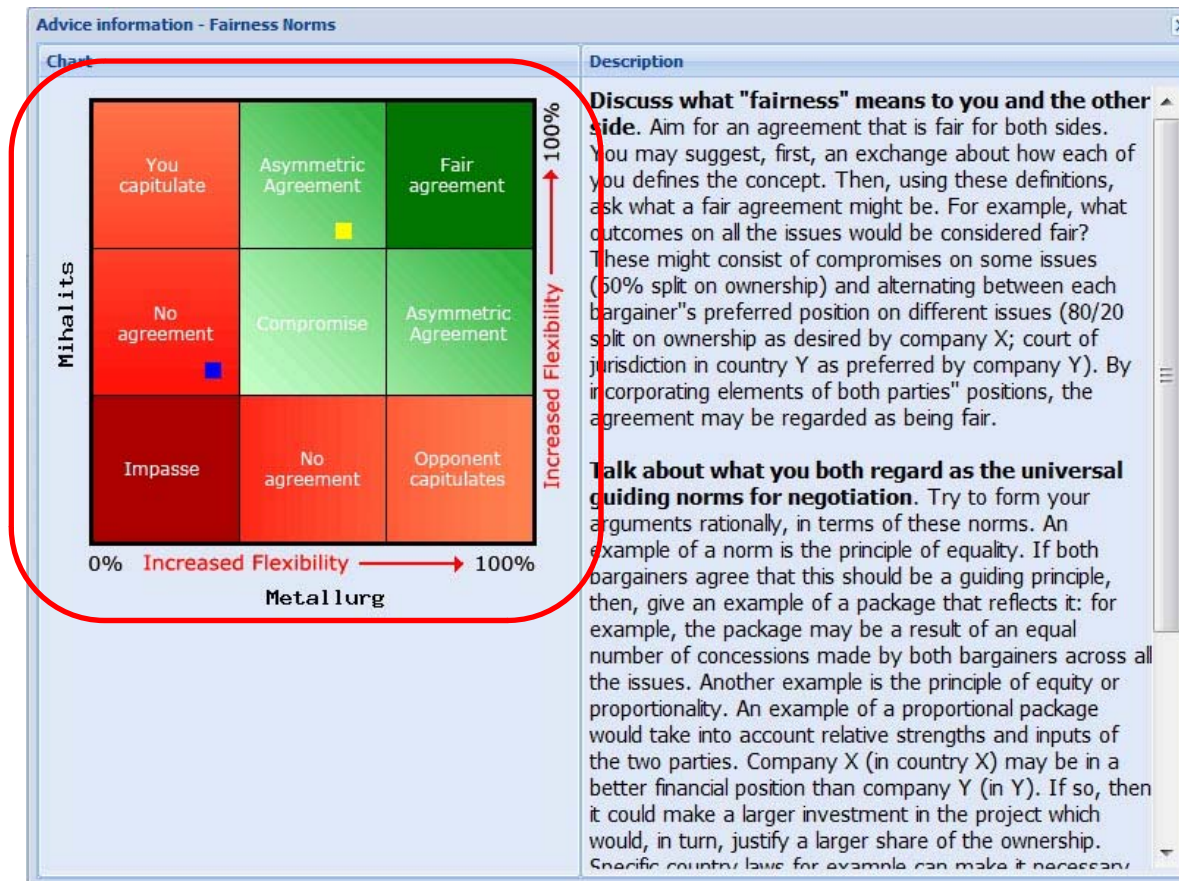 Advice information - Fairness Norms
Chart
Description
You
capitulate
Asymmetric
Agreement
Fair
agreement
No
agreement
Compromise
Asymmetric
Agreement
Impasse
No
agreement
Opponent
capitulates
Mihalits
Increased Flexibility
100%
0% Increased Flexibility 100%
Metallurg
Discuss what "fairness" means to you and the other
side. Aim for an agreement that is fair for both sides.
You may suggest, first, an exchange about how each of
you defines the concept. Then, using these definitions,
ask what a fair agreement might be. For example, what
outcomes on all the issues would be considered fair?
These might consist of compromises on some issues
(50% split on ownership) and alternating between each
bargainer"s preferred position on different issues (80/20
split on ownership as desired by company X; court of
jurisdiction in country Y as preferred by company Y). By
incorporating elements of both parties" positions, the
agreement may be regarded as being fair.
Talk about what you both regard as the universal
guiding norms for negotiation. Try to form your
arguments rationally, in terms of these norms. An
example of a norm is the principle of equality. If both
bargainers agree that this should be a guiding principle,
then, give an example of a package that reflects it: for
example, the package may be a result of an equal
number of concessions made by both bargainers across all
the issues. Another example is the principle of equity or
proportionality. An example of a proportional package
would take into account relative strengths and inputs of
the two parties. Company X (in country X) may be in a
better financial position than company Y (in Y). If so, then
it could make a larger investment in the project which
would, in turn, justify a larger share of the ownership.
Specific country laws for example can make it necessary